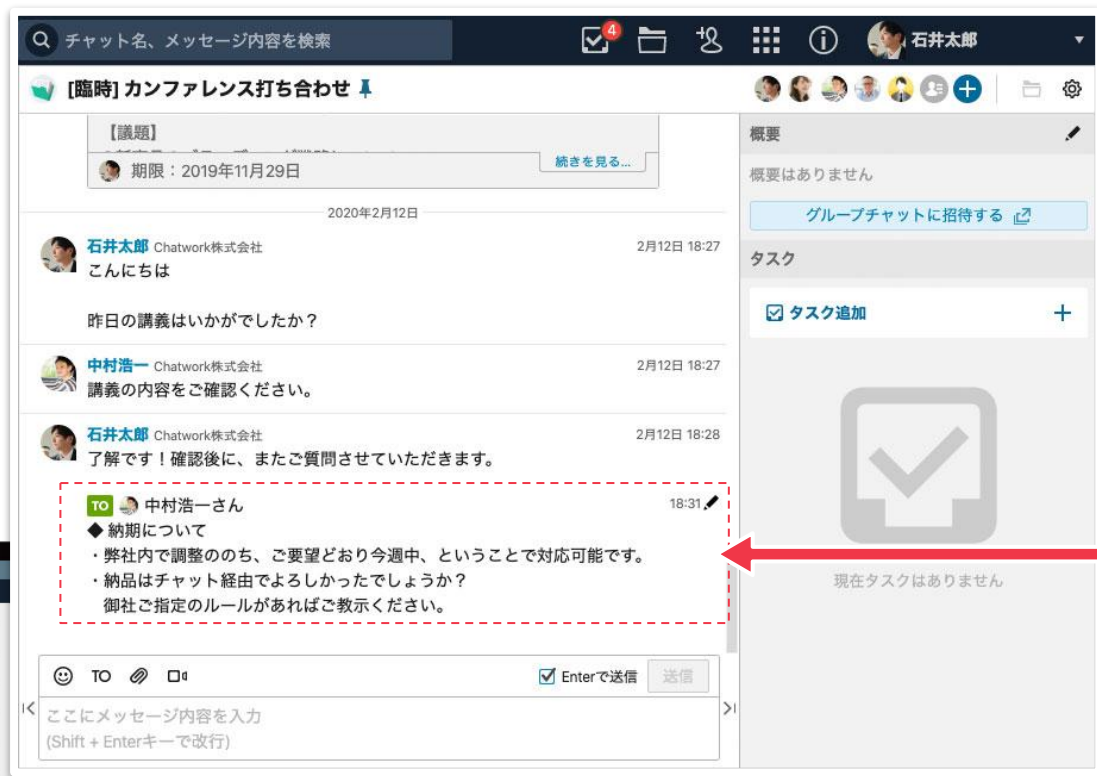 チャット名、メッセージ内容を検索
4
石井太郎
[臨時] カンファレンス打ち合わせ
【議題】
期限：2019年11月29日
続きを見る...
2020年2月12日
石井太郎 Chatwork株式会社
2月12日 18:27
こんにちは
昨日の講義はいかがでしたか？
中村浩一 Chatwork株式会社
2月12日 18:27
講義の内容をご確認ください。
石井太郎 Chatwork株式会社
2月12日 18:28
了解です！確認後に、またご質問させていただきます。
TO 中村浩一さん
18:31
◆ 納期について
・弊社内で調整ののち、ご要望どおり今週中、ということで対応可能です。
・納品はチャット経由でよろしかったでしょうか？
御社ご指定のルールがあればご教示ください。
TO
Enterで送信
送信
ここにメッセージ内容を入力
(Shift + Enterキーで改行)
概要
概要はありません
グループチャットに招待する
タスク
タスク追加
現在タスクはありません